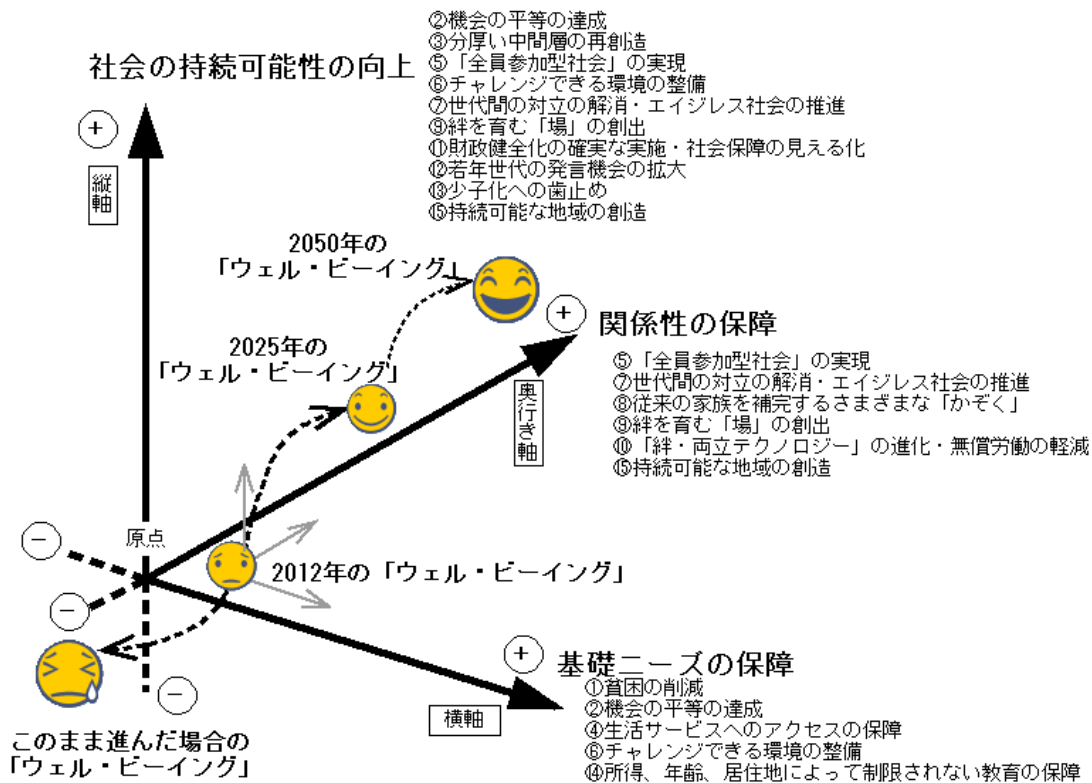 社会の持続可能性の向上
②機会の平等の達成
③分厚い中間層の再創造
⑤「全員参加型社会」の実現
⑥チャレンジできる環境の整備
⑦世代間の対立の解消・エイジレス社会の推進
⑨絆を育む「場」の創出
⑪財政健全化の確実な実施・社会保障の見える化
⑫若年世代の発言機会の拡大
⑬少子化への歯止め
⑮持続可能な地域の創造
+
縦軸
2050年の
「ウェル・ビーイング」
+
関係性の保障
⑤「全員参加型社会」の実現
⑦世代間の対立の解消・エイジレス社会の推進
⑧従来の家族を補完するさまざまな「かぞく」
⑨絆を育む「場」の創出
⑩「絆・両立テクノロジー」の進化・無償労働の軽減
⑮持続可能な地域の創造
奥行き軸
2025年の
「ウェル・ビーイング」
原点
2012年の「ウェル・ビーイング」
−
−
−
このまま進んだ場合の
「ウェル・ビーイング」
+
基礎ニーズの保障
①貧困の削減
②機会の平等の達成
④生活サービスへのアクセスの保障
⑥チャレンジできる環境の整備
⑭所得、年齢、居住地によって制限されない教育の保障
横軸